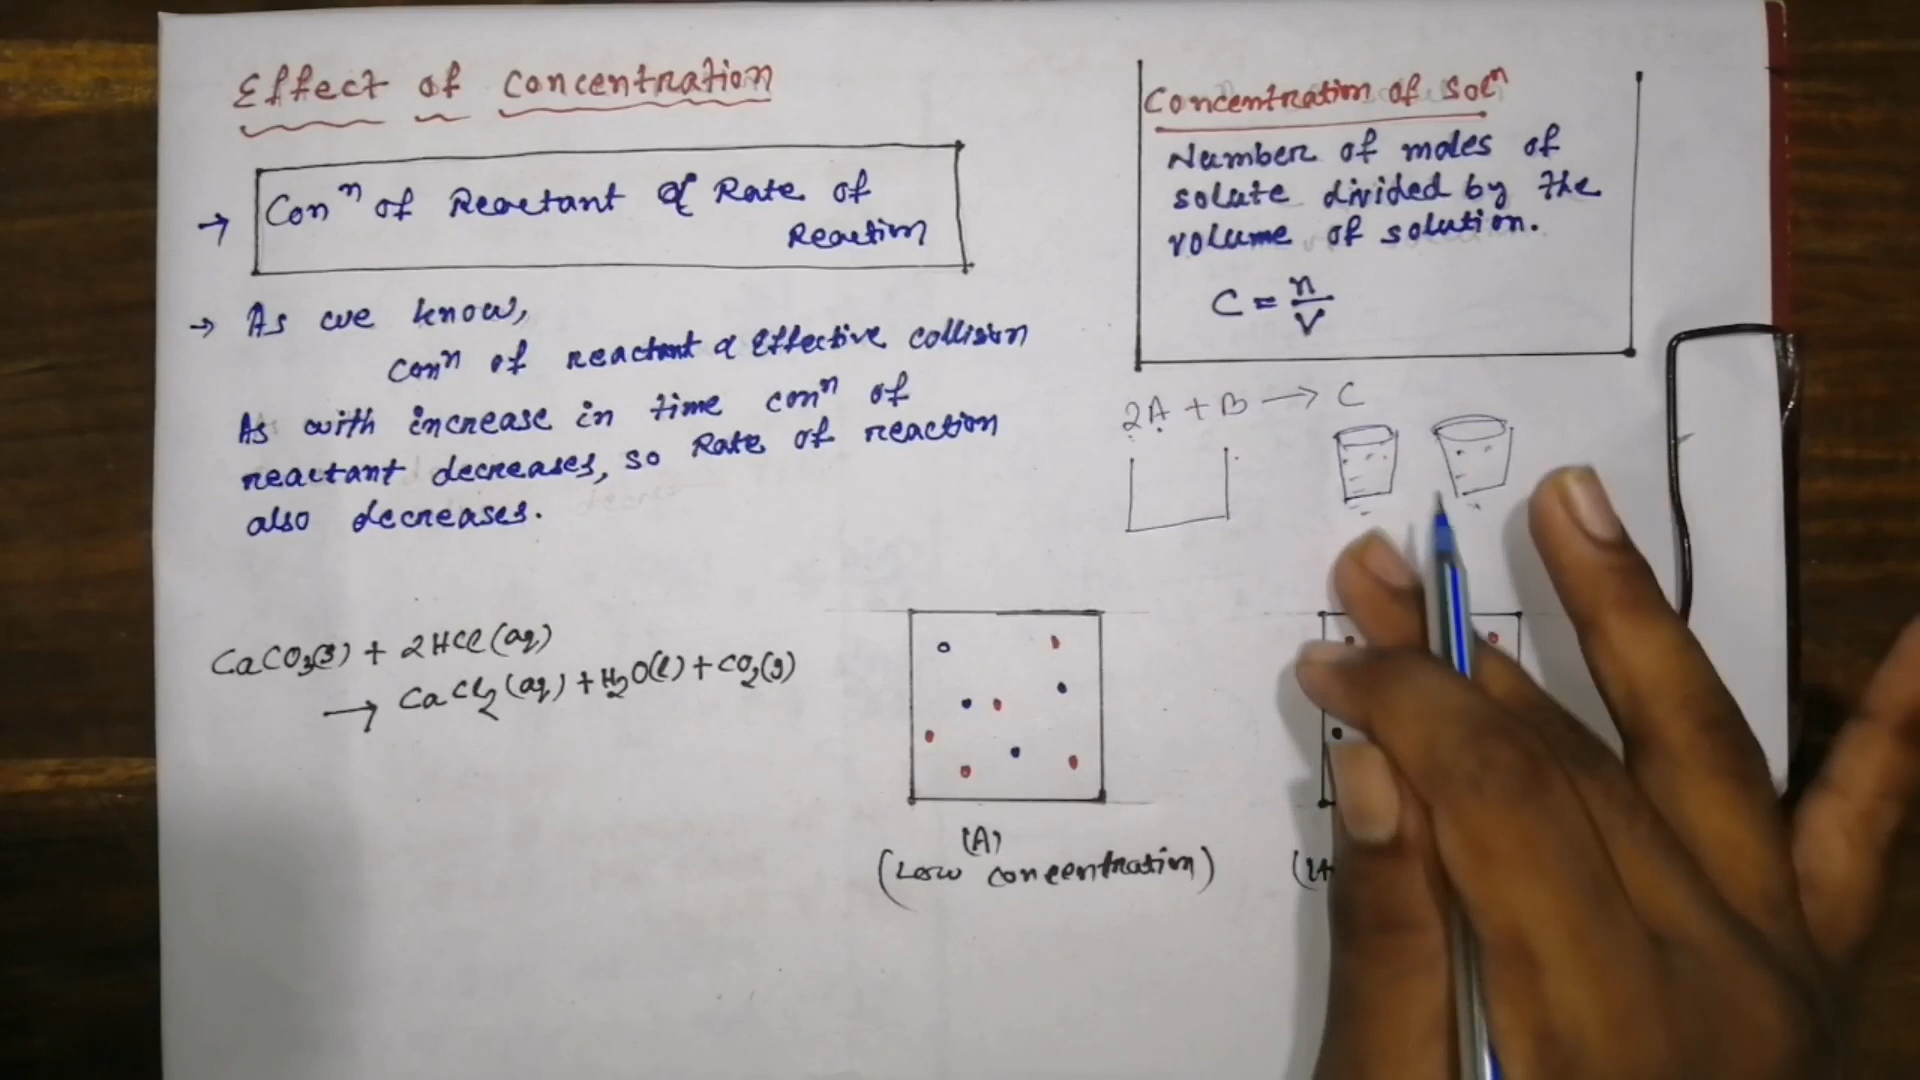 Effect of concentration
→ Conⁿ of Reactant α Rate of
Reaction
→ As we know,
conⁿ of reactant α Effective collision
As with increase in time conⁿ of
reactant decreases, so Rate of reaction
also decreases.
Concentration of solⁿ
Number of moles of
solute divided by the
volume of solution.
C = n/V
2A + B → C
CaCO₃(s) + 2HCl(aq)
→ CaCl₂(aq) + H₂O(l) + CO₂(g)
(A)
(Low concentration)